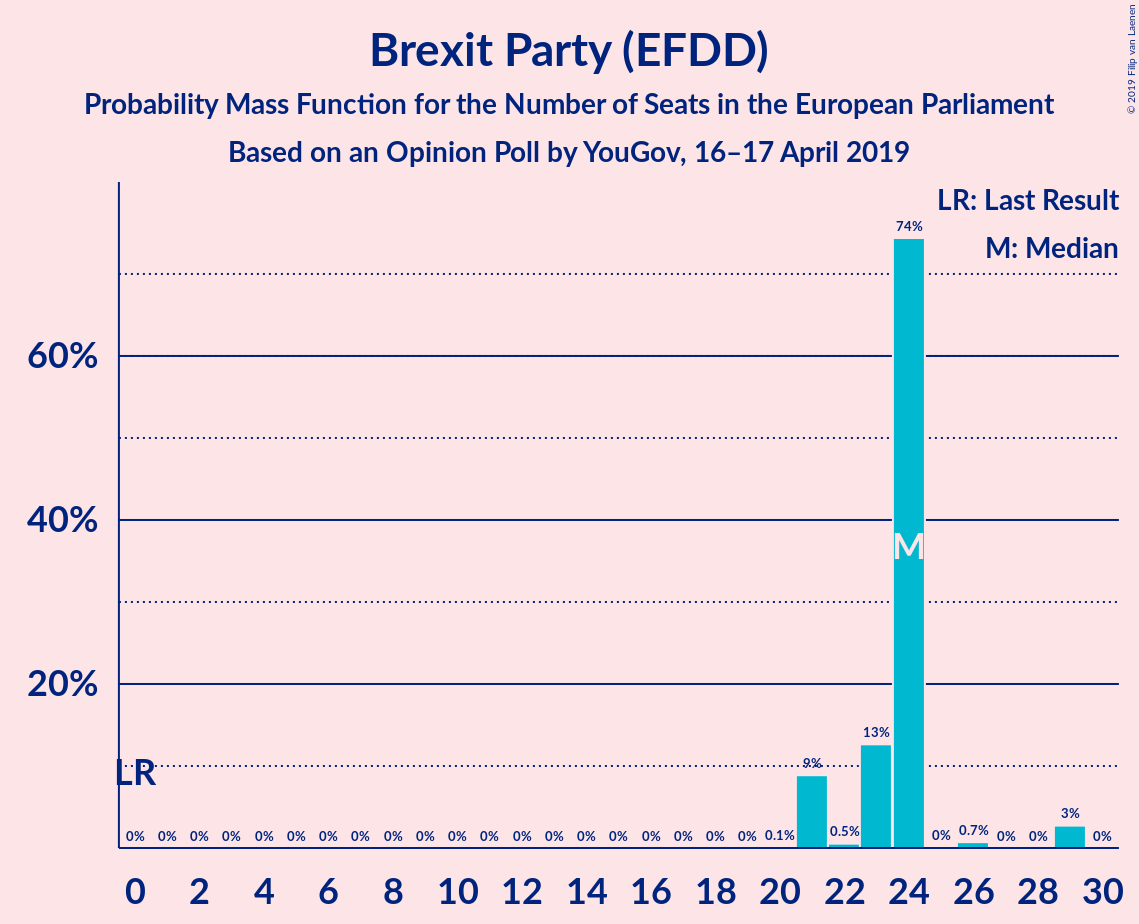 Brexit Party (EFDD)
Probability Mass Function for the Number of Seats in the European Parliament
Based on an Opinion Poll by YouGov, 16–17 April 2019
© 2019 Filip van Laenen
LR: Last Result
M: Median
74%
60%
40%
M
20%
13%
LR
9%
3%
0% 0% 0% 0% 0% 0% 0% 0% 0% 0% 0% 0% 0% 0% 0% 0% 0% 0% 0% 0% 0.1% 0.5% 0% 0.7% 0% 0% 0%
0 2 4 6 8 10 12 14 16 18 20 22 24 26 28 30